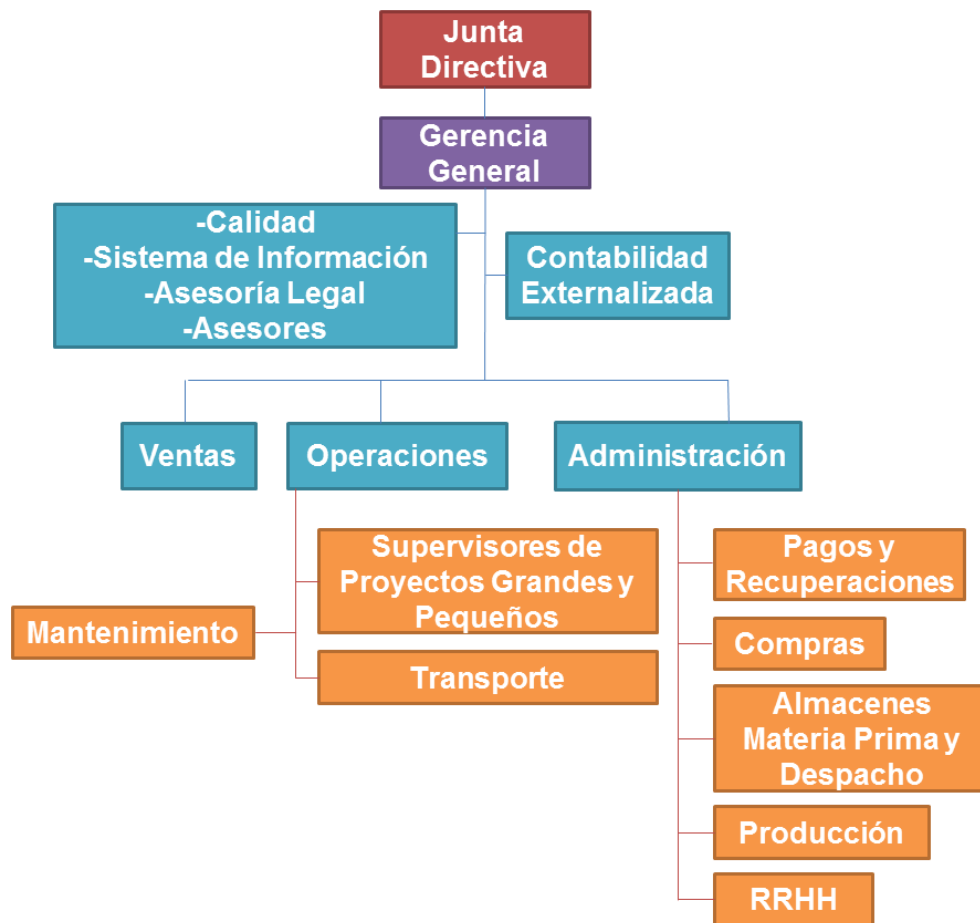 Junta
Directiva
Gerencia
General
-Calidad
-Sistema de Información
-Asesoría Legal
-Asesores
Contabilidad
Externalizada
Ventas
Operaciones
Administración
Supervisores de
Proyectos Grandes y
Pequeños
Mantenimiento
Transporte
Pagos y
Recuperaciones
Compras
Almacenes
Materia Prima y
Despacho
Producción
RRHH